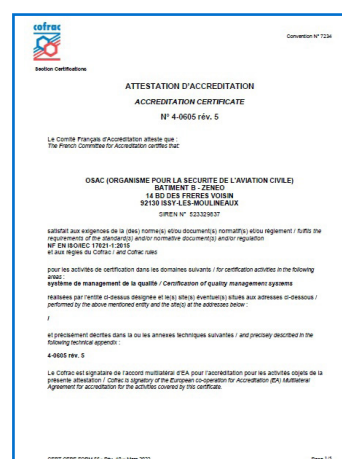 cofrac
Convention N° 7234
Section Certifications
ATTESTATION D'ACCREDITATION
ACCREDITATION CERTIFICATE
N° 4-0605 rév. 5
Le Comité Français d'Accréditation atteste que :
The French Committee for Accreditation certifies that:
OSAC (ORGANISME POUR LA SECURITE DE L'AVIATION CIVILE)
BATIMENT B - ZENEO
14 BD DES FRERES VOISIN
92130 ISSY-LES-MOULINEAUX
SIREN N° 523329837
satisfait aux exigences de la (des) norme(s) et/ou document(s) normatif(s) et/ou règlement / fulfils the
requirements of the standard(s) and/or normative document(s) and/or regulation
NF EN ISO/IEC 17021-1:2015
et aux règles du Cofrac / and Cofrac rules
pour les activités de certification dans les domaines suivants / for certification activities in the following
areas :
système de management de la qualité / Certification of quality management systems
réalisées par l'entité ci-dessus désignée et le(s) site(s) éventuel(s) situés aux adresses ci-dessous /
performed by the above mentioned entity and the site(s) at the addresses below :
/
et précisément décrites dans la ou les annexes techniques suivantes / and precisely described in the
following technical appendix :
4-0605 rév. 5
Le Cofrac est signataire de l'accord multilatéral d'EA pour l'accréditation pour les activités objets de la
présente attestation / Cofrac is signatory of the European co-operation for Accreditation (EA) Multilateral
Agreement for accreditation for the activities covered by this certificate.